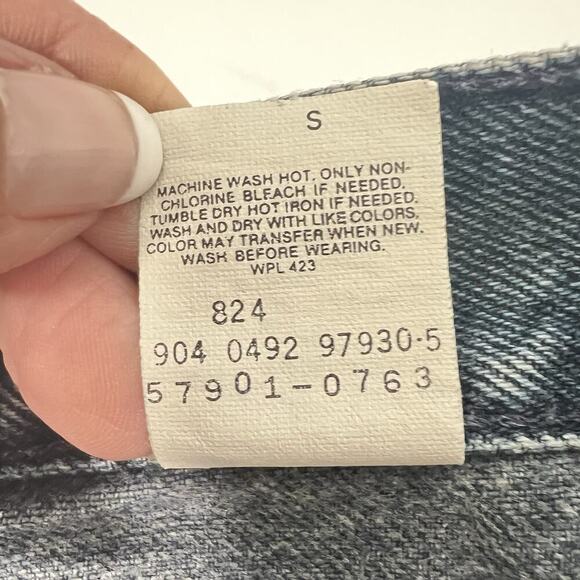 S
MACHINE WASH HOT, ONLY NON-
CHLORINE BLEACH IF NEEDED.
TUMBLE DRY HOT IRON IF NEEDED.
WASH AND DRY WITH LIKE COLORS,
COLOR MAY TRANSFER WHEN NEW.
WASH BEFORE WEARING.
WPL 423
824
904 0492 97930-5
57901-0763